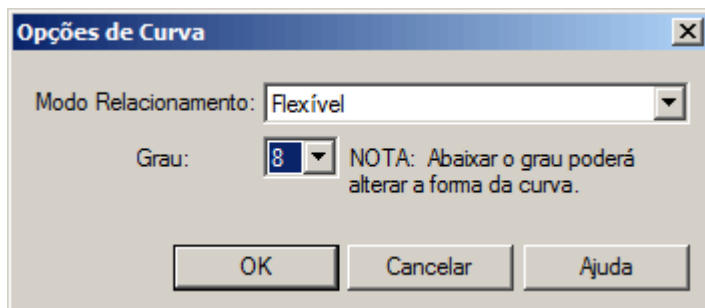 Opções de Curva
Modo Relacionamento: Flexível
Grau: 8 NOTA: Abaixar o grau poderá
alterar a forma da curva.
OK Cancelar Ajuda